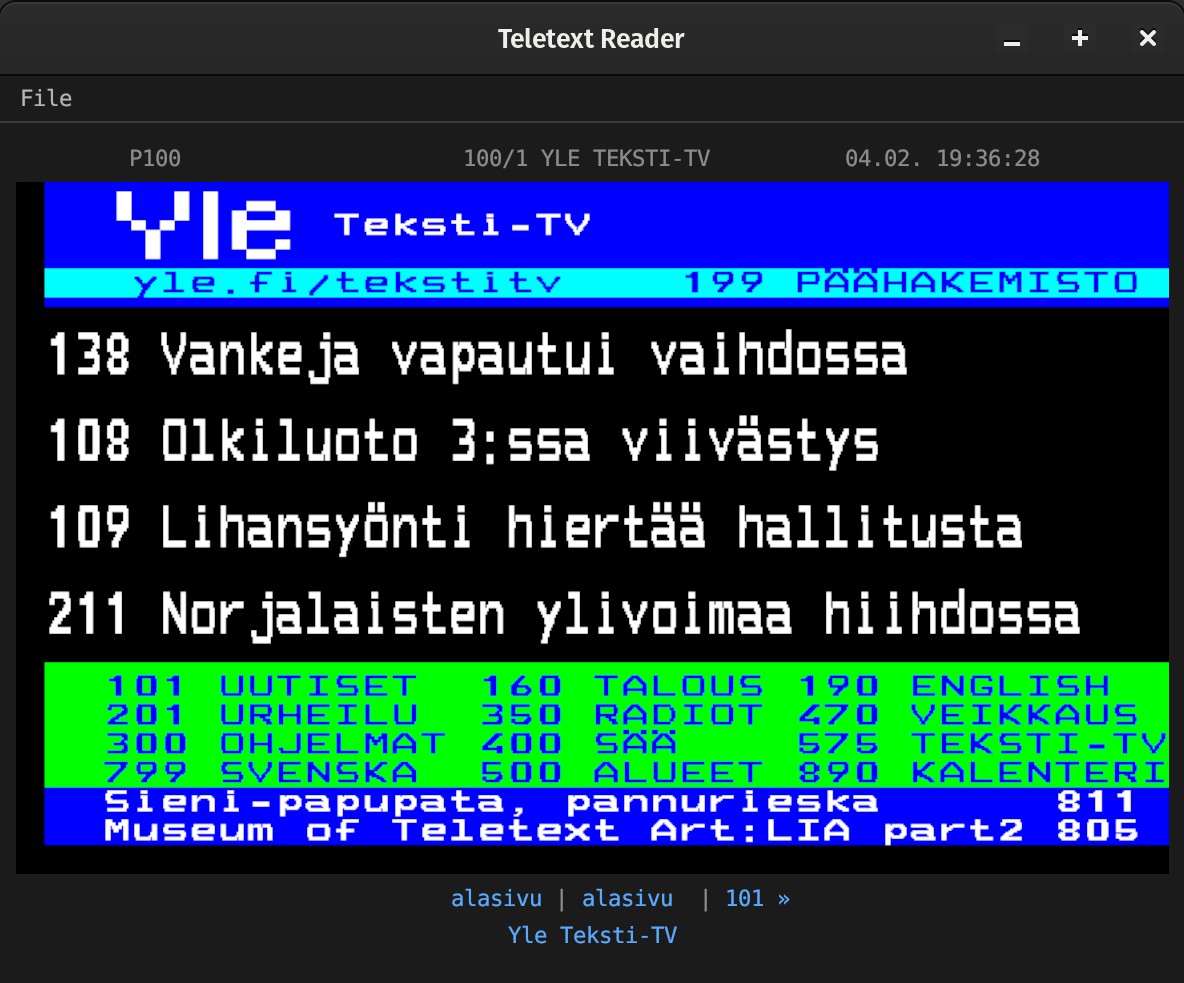 Teletext Reader
File
P100 100/1 YLE TEKSTI-TV 04.02. 19:36:28
Yle Teksti-TV
yle.fi/tekstitv 199 PÄÄHAKEMISTO
138 Vankeja vapautui vaihdossa
108 Olkiluoto 3:ssa viivästys
109 Lihansyönti hiertää hallitusta
211 Norjalaisten ylivoimaa hiihdossa
101 UUTISET 160 TALOUS 190 ENGLISH
201 URHEILU 350 RADIOT 470 VEIKKAUS
300 OHJELMAT 400 SÄÄ 575 TEKSTI-TV
799 SVENSKA 500 ALUEET 890 KALENTERI
Sieni-papupata, pannurieska 811
Museum of Teletext Art:LIA part2 805
alasivu | alasivu | 101 »
Yle Teksti-TV